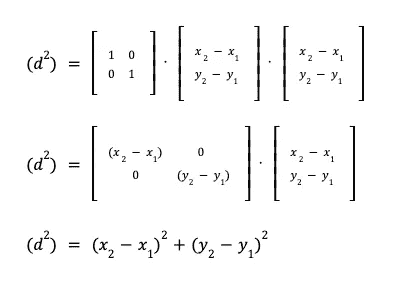 (d²) = [ 1 0 ] · [ x₂ − x₁ ] · [ x₂ − x₁ ]
[ 0 1 ] [ y₂ − y₁ ] [ y₂ − y₁ ]
(d²) = [ (x₂ − x₁) 0 ] · [ x₂ − x₁ ]
[ 0 (y₂ − y₁) ] [ y₂ − y₁ ]
(d²) = (x₂ − x₁)² + (y₂ − y₁)²